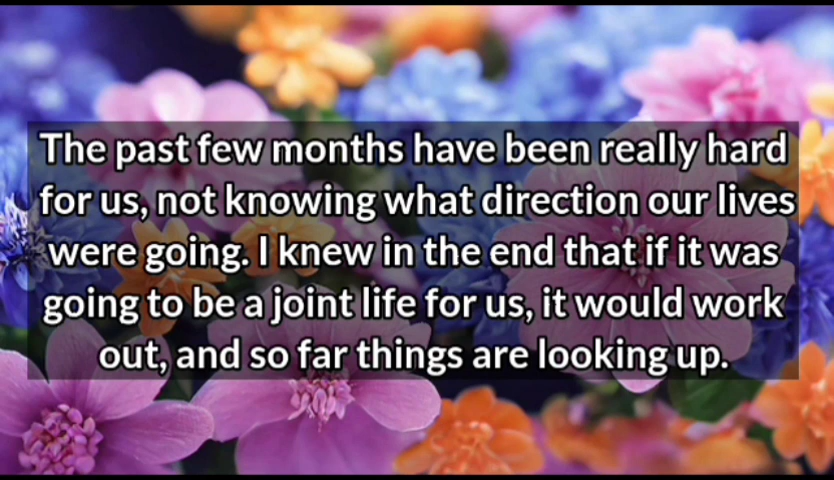 The past few months have been really hard
for us, not knowing what direction our lives
were going. I knew in the end that if it was
going to be a joint life for us, it would work
out, and so far things are looking up.